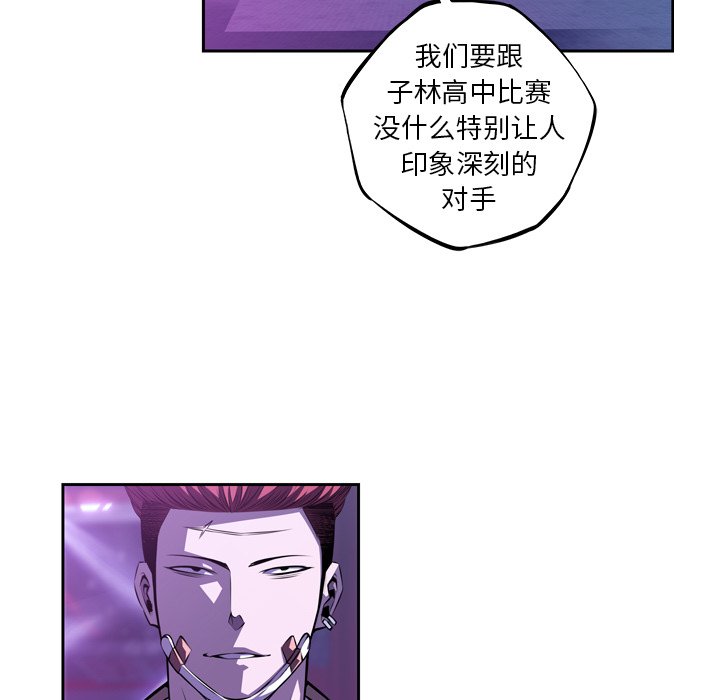 我们要跟
子林高中比赛
没什么特别让人
印象深刻的
对手